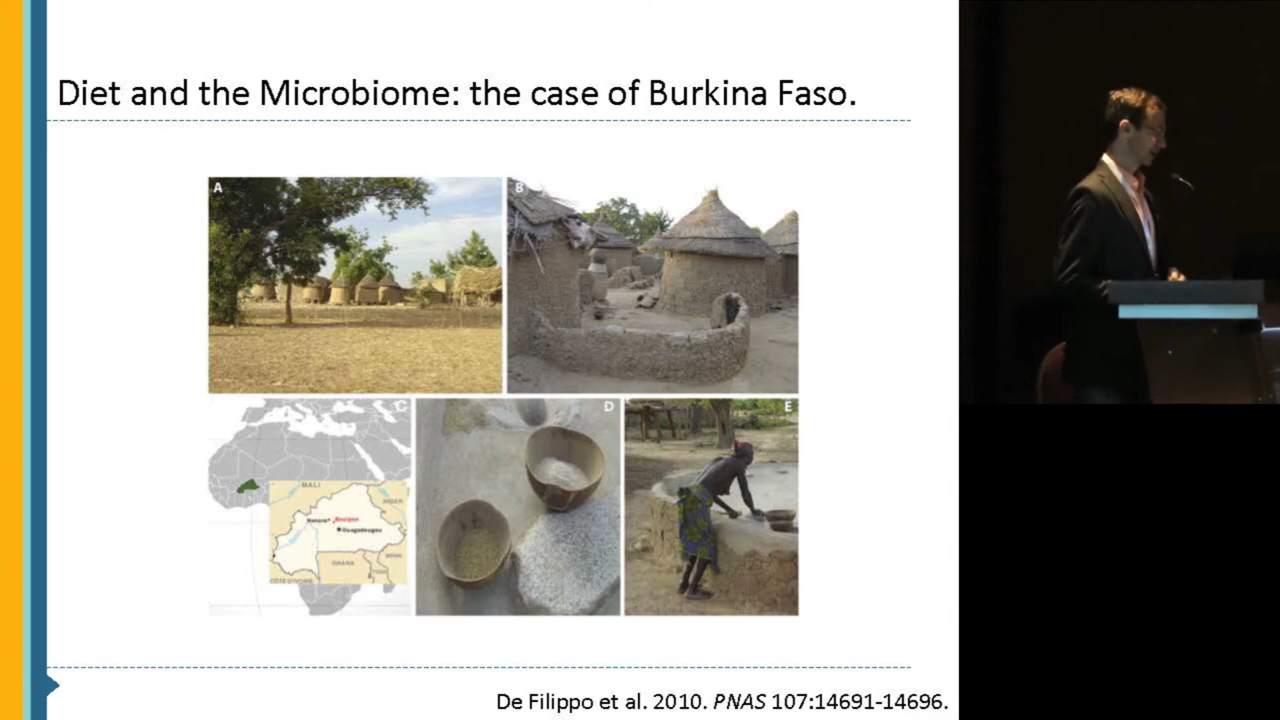 Diet and the Microbiome: the case of Burkina Faso.
A
B
C
D
E
MALI
NIGER
Ouagadougou
GHANA
De Filippo et al. 2010. PNAS 107:14691-14696.